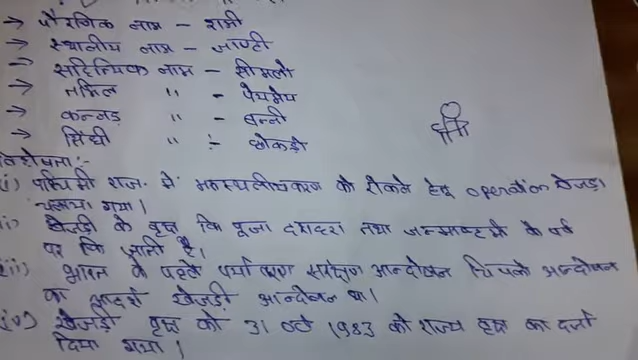 → पौराणिक नाम - शमी
→ स्थानीय नाम - जाण्टी
→ साहित्यिक नाम - सीमलो
→ तमिल " - पेयमेय
→ कन्नड़ " - बन्नी
→ सिंधी " :- छोकड़ो
विशेषता :-
(i) पश्चिमी राज. में मरुस्थलीयकरण को रोकने हेतु operation खेजड़ा
चलाया गया।
ii) खेजड़ी के वृक्ष कि पूजा दशहरा तथा जन्माष्टमी के पर्व
पर कि जाती है।
iii) भारत के पहले पर्यावरण संरक्षण आन्दोलन चिपको आन्दोलन
का आदर्श खेजड़ी आन्दोलन था।
(iv) खेजड़ी वृक्ष को 31 अक्टू 1983 को राज्य वृक्ष का दर्जा
दिया गया।